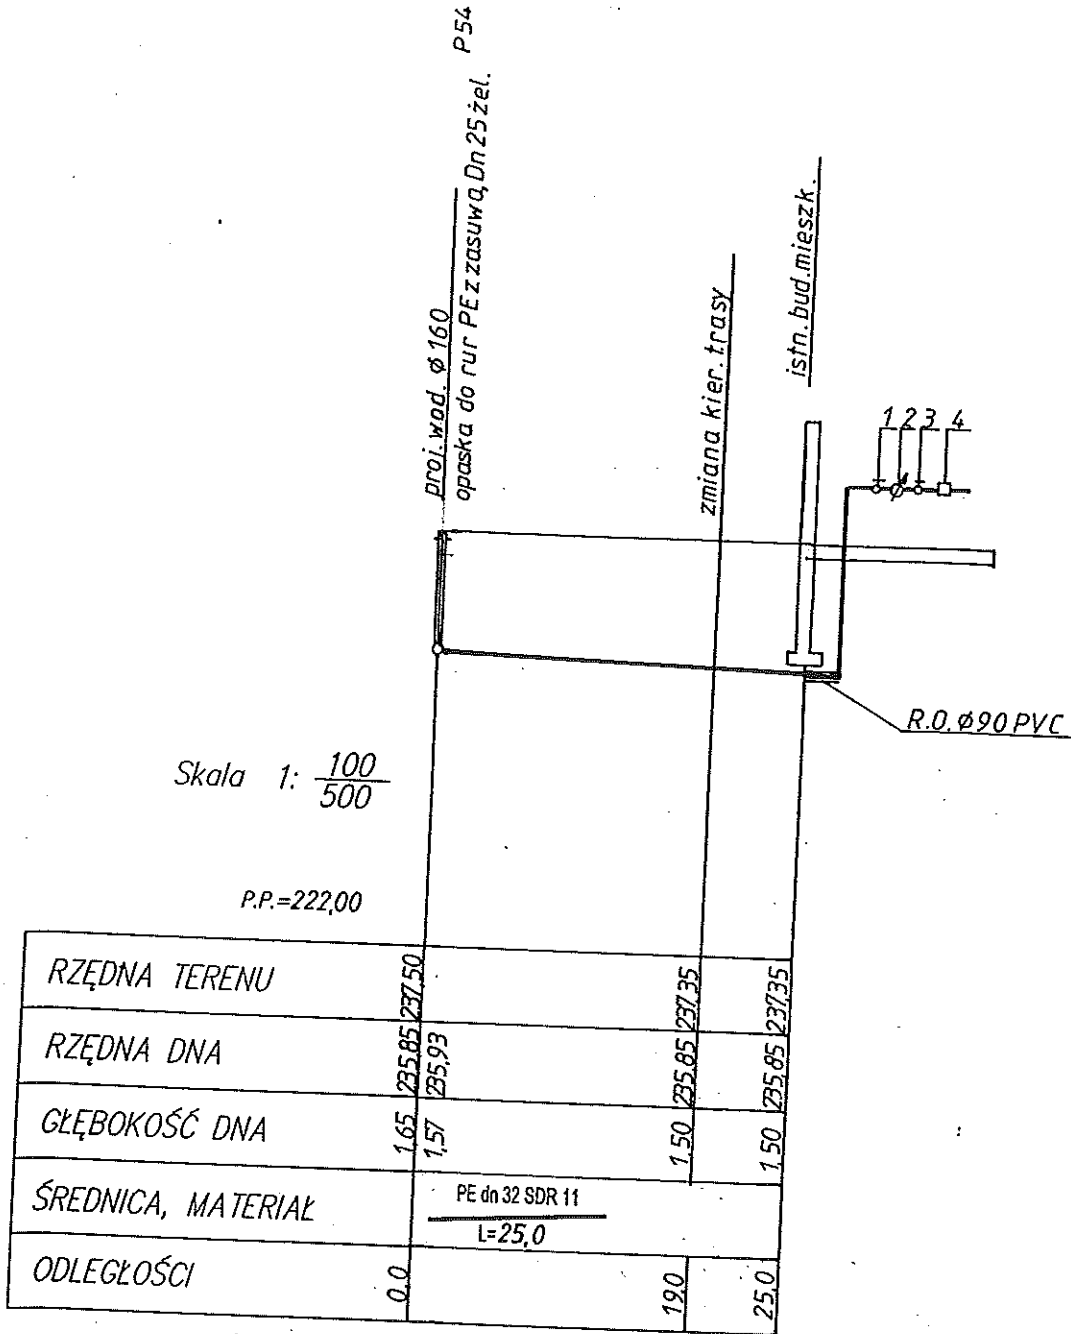 proj. wod. ø160
opaska do rur PE z zasuwą Dn 25 żel. P54
zmiana kier. trasy
istn. bud. mieszk.
1 2 3 4
R.O. ø90 PVC
Skala 1: 100
500
P.P.=222,00
RZĘDNA TERENU 237,50 237,35 237,35
RZĘDNA DNA 235,85 235,93 235,85 235,85
GŁĘBOKOŚĆ DNA 1,65 1,57 1,50 1,50
ŚREDNICA, MATERIAŁ PE dn 32 SDR 11
L=25,0
ODLEGŁOŚCI 0,0 19,0 25,0